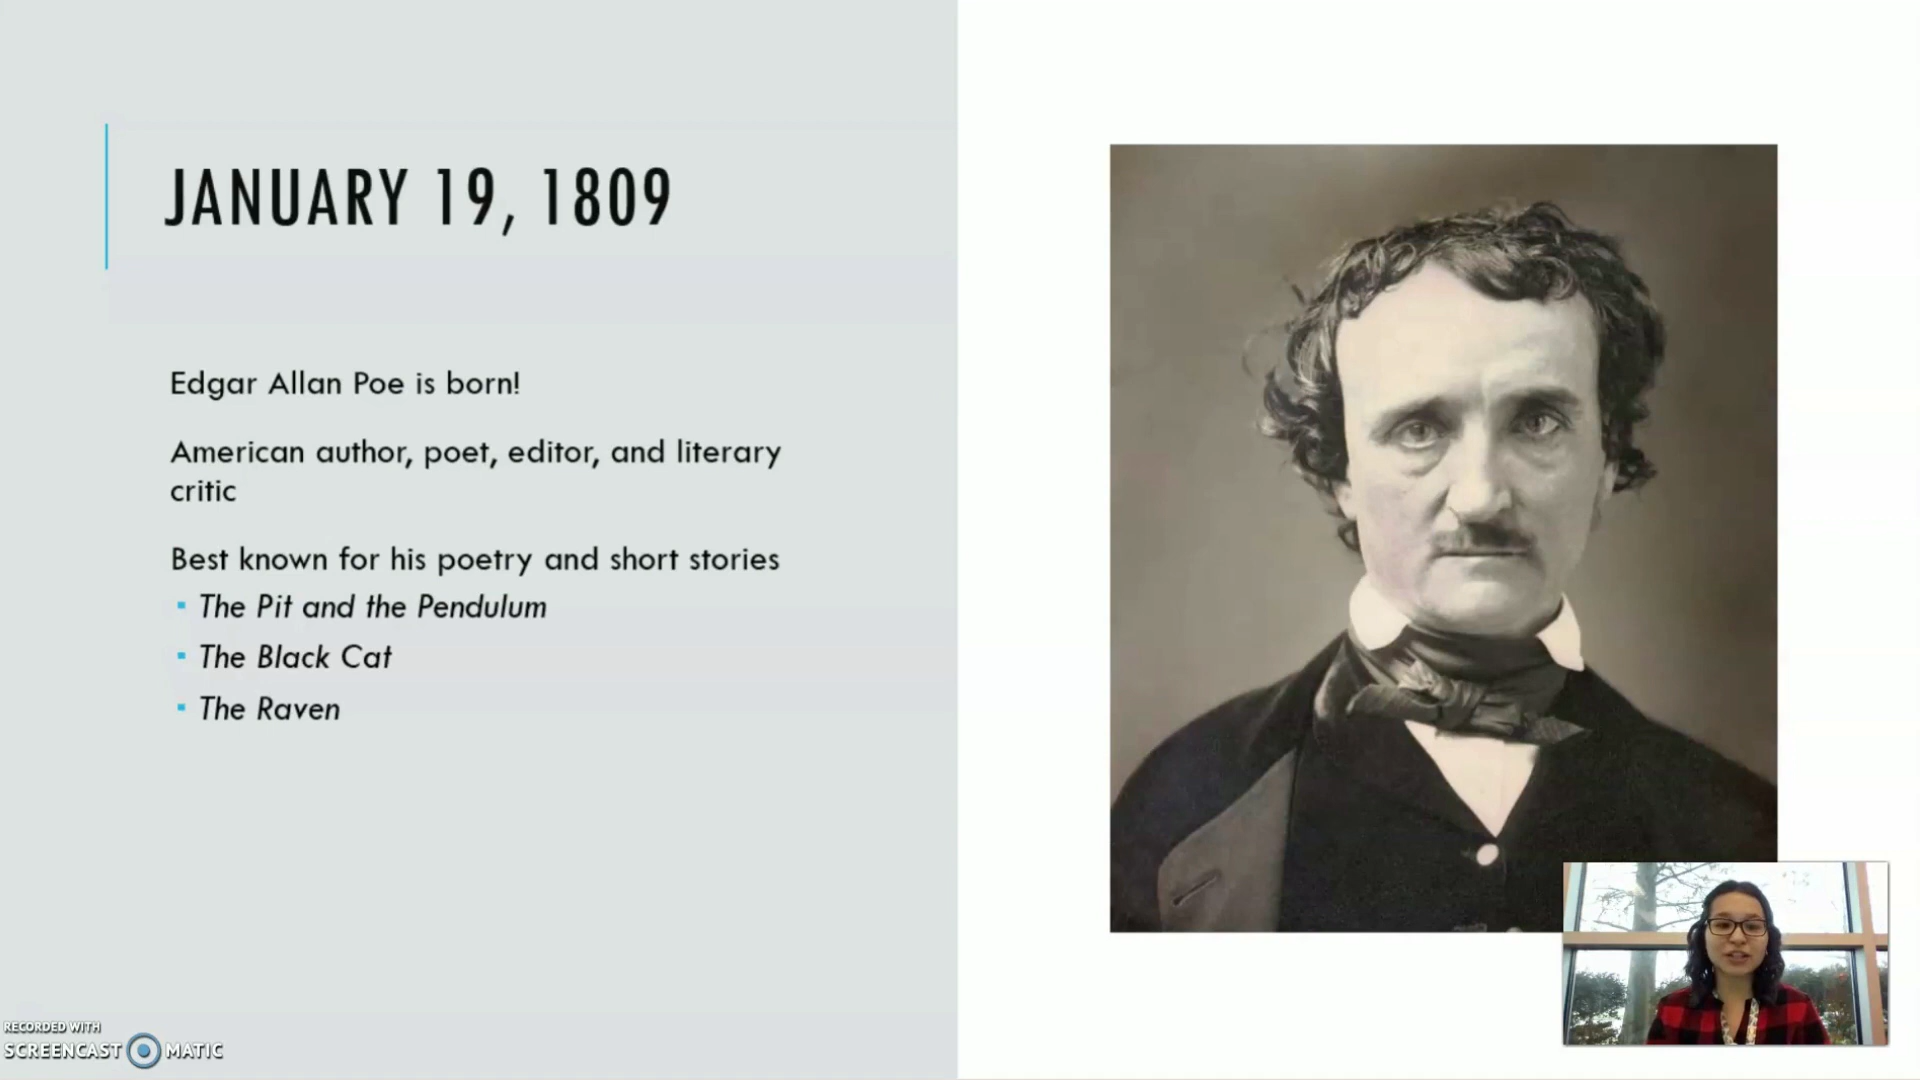 JANUARY 19, 1809
Edgar Allan Poe is born!
American author, poet, editor, and literary
critic
Best known for his poetry and short stories
The Pit and the Pendulum
The Black Cat
The Raven
RECORDED WITH
SCREENCAST MATIC